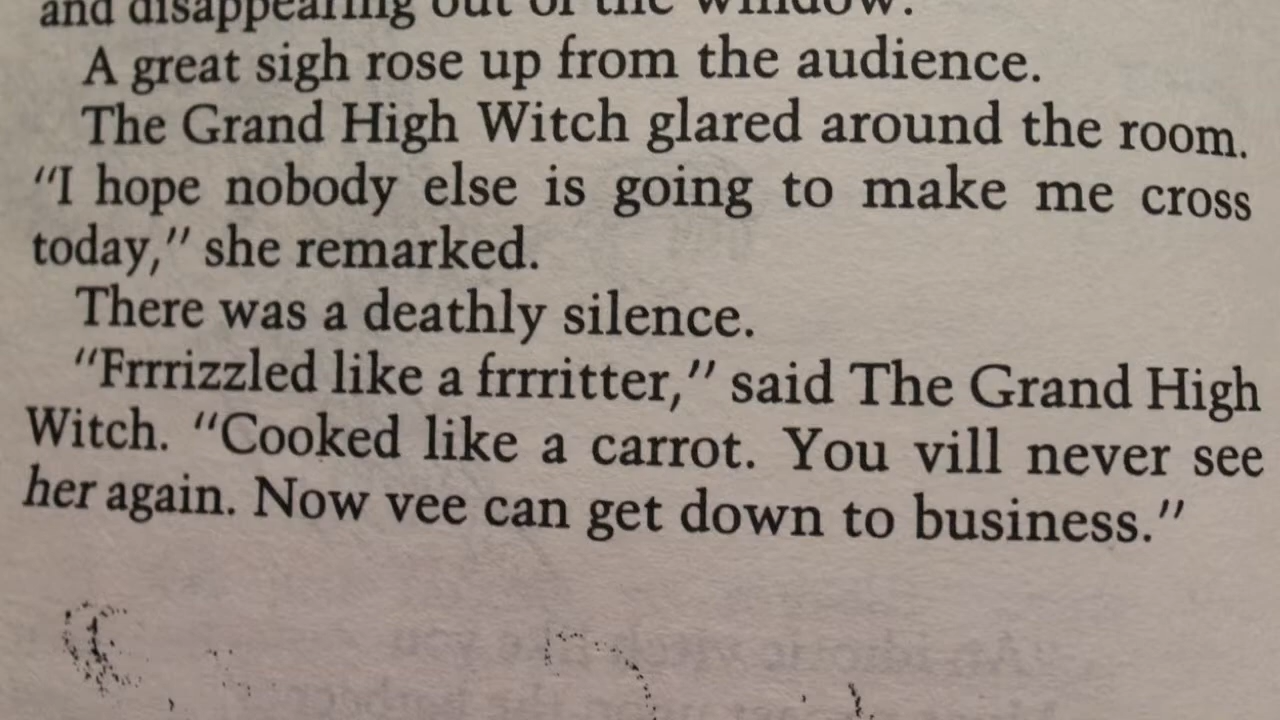 and disappearing out of the window.
A great sigh rose up from the audience.
The Grand High Witch glared around the room.
“I hope nobody else is going to make me cross
today,” she remarked.
There was a deathly silence.
“Frrrizzled like a frrritter,” said The Grand High
Witch. “Cooked like a carrot. You vill never see
her again. Now vee can get down to business.”